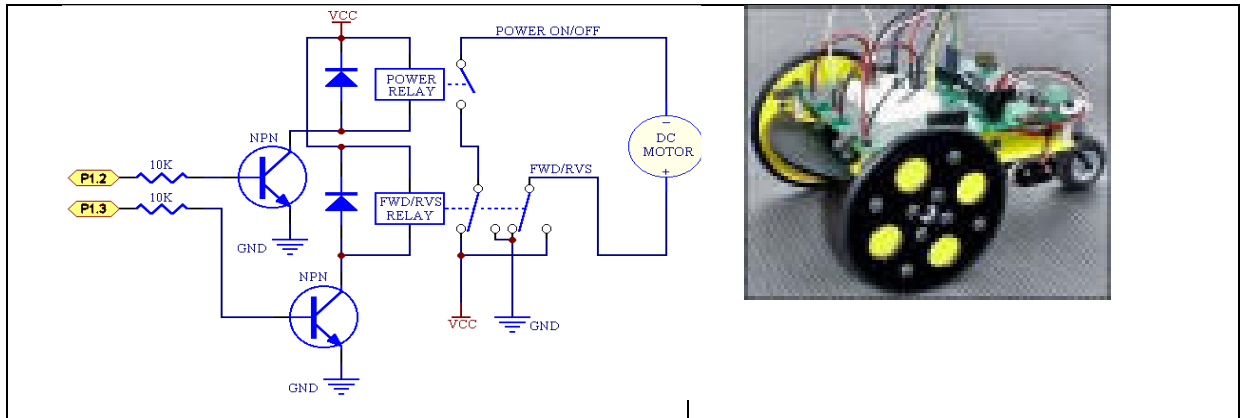 VCC
POWER ON/OFF
POWER
RELAY
NPN
−
DC
MOTOR
+
10K
P1.2
10K
P1.3
FWD/RVS
FWD/RVS
RELAY
GND
NPN
VCC
GND
GND